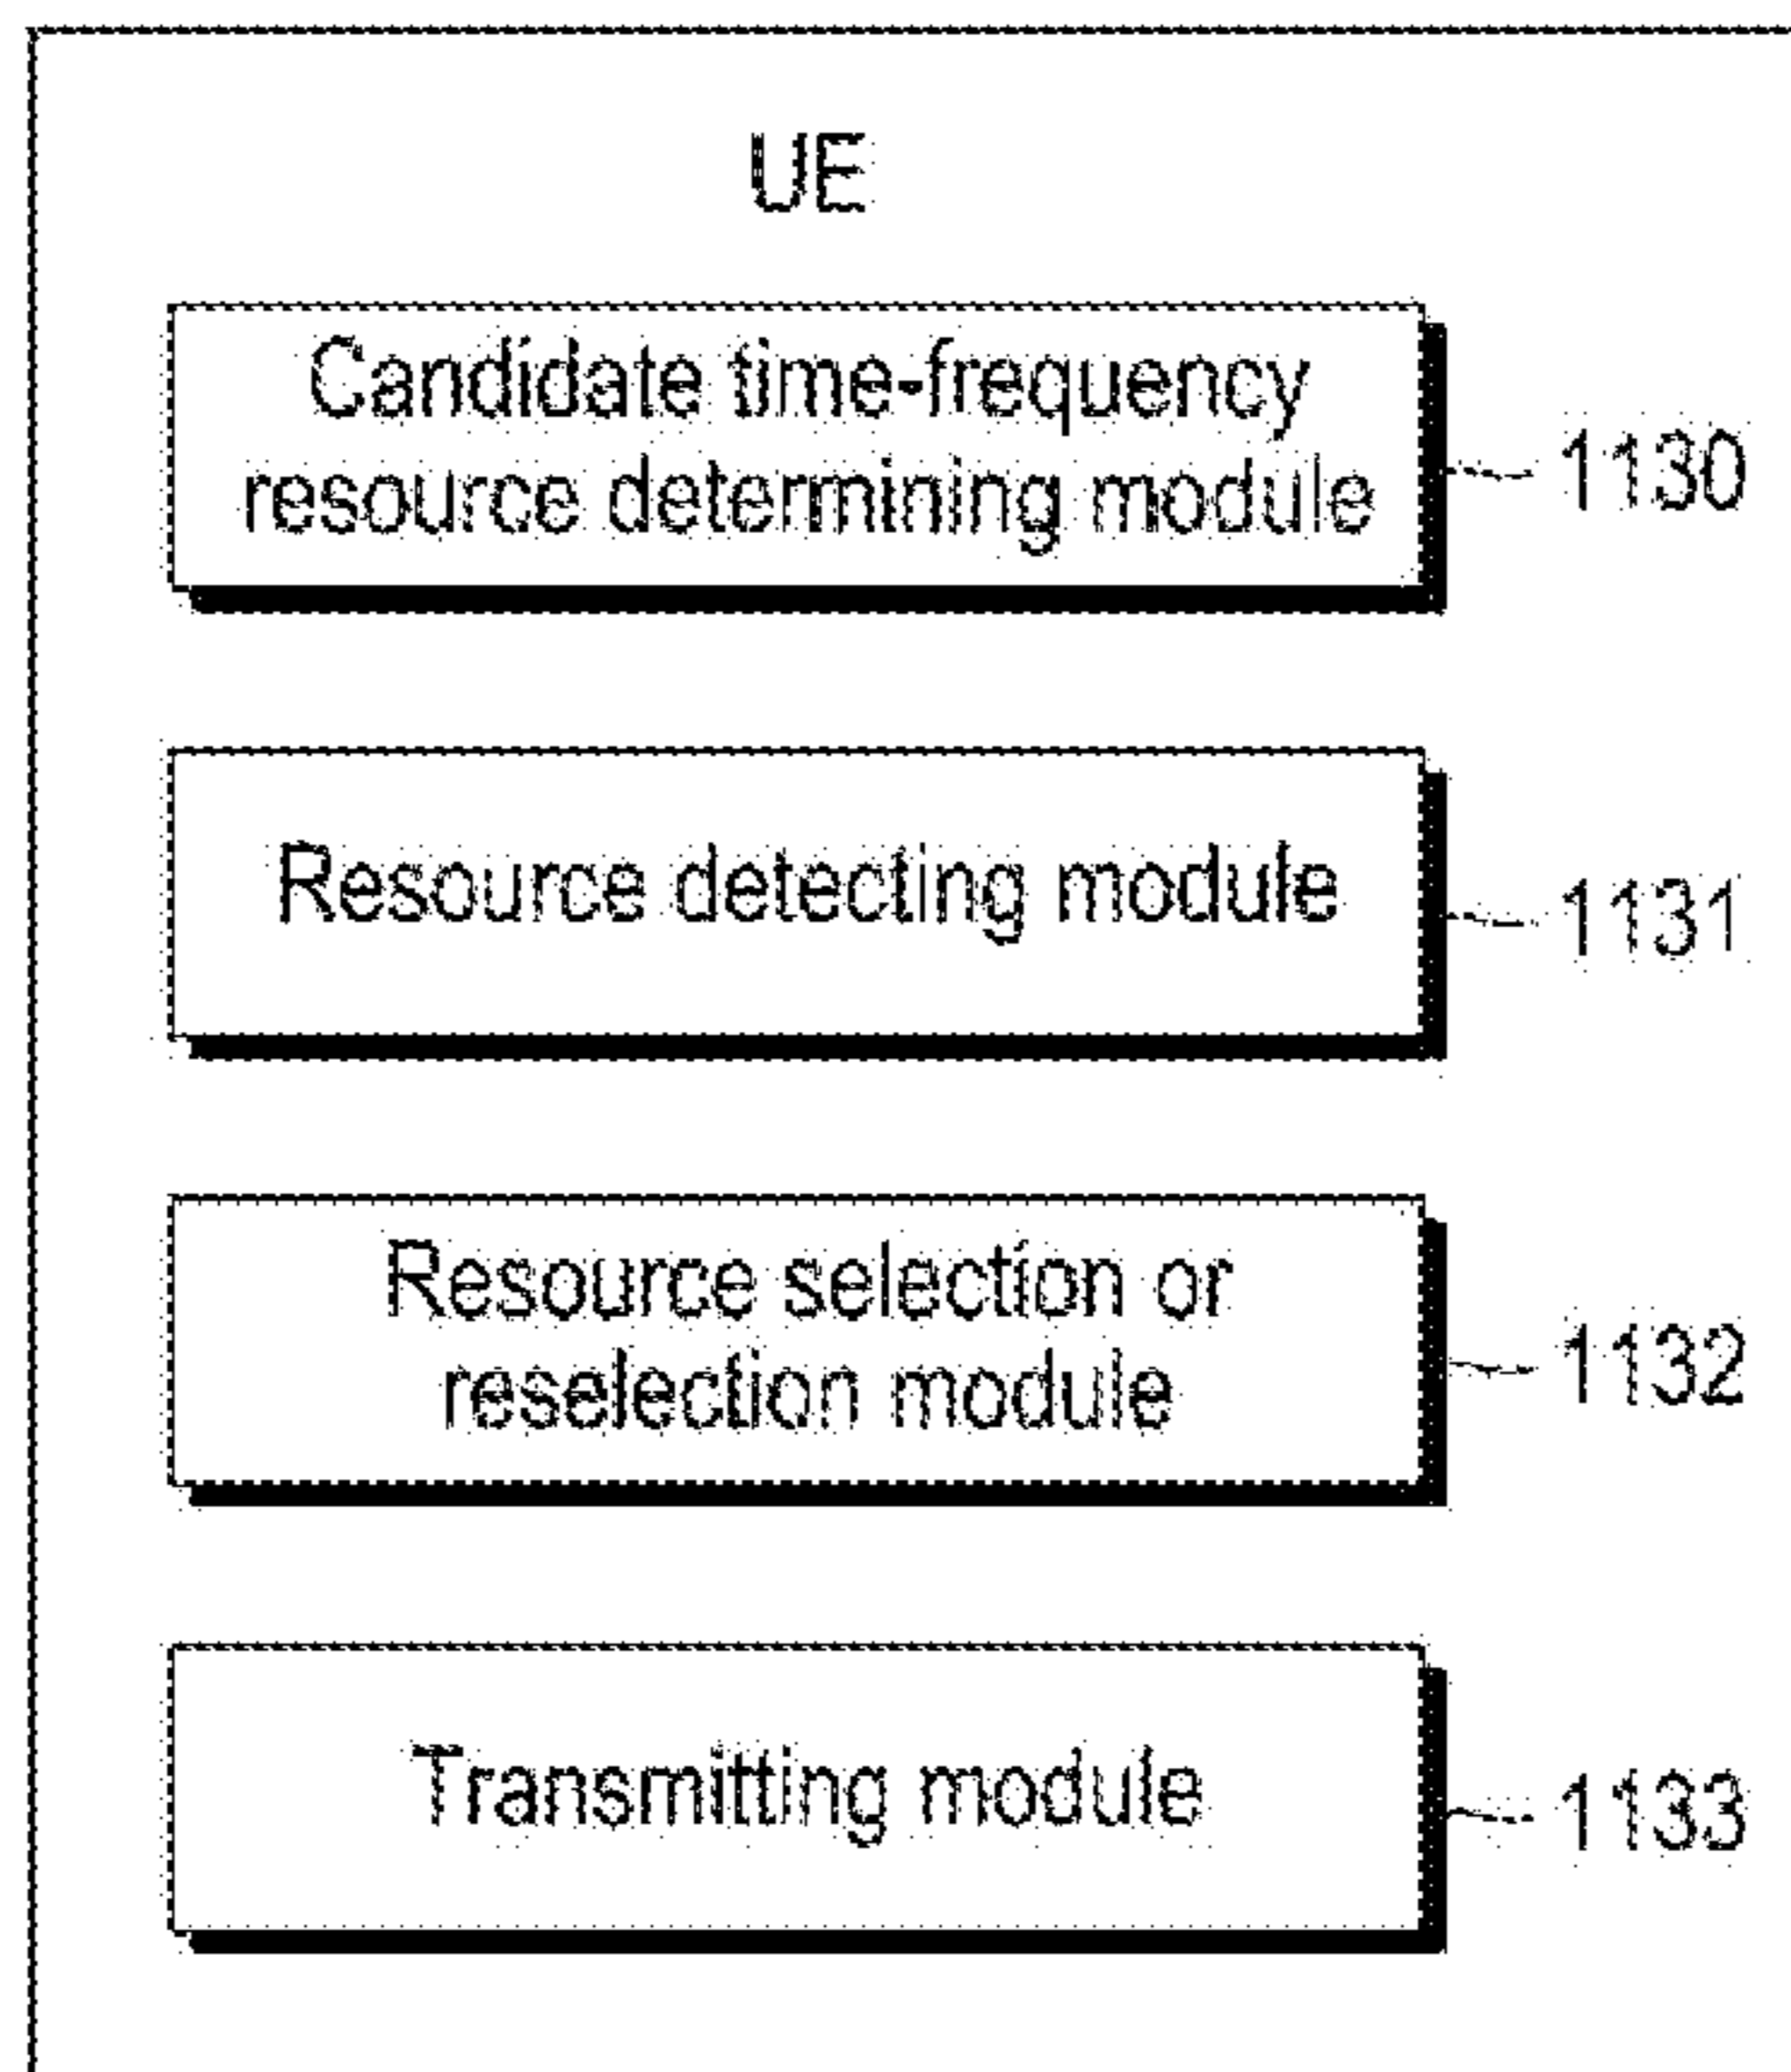 UE
Candidate time-frequency
resource determining module
1130
Resource detecting module
1131
Resource selection or
reselection module
1132
Transmitting module
1133